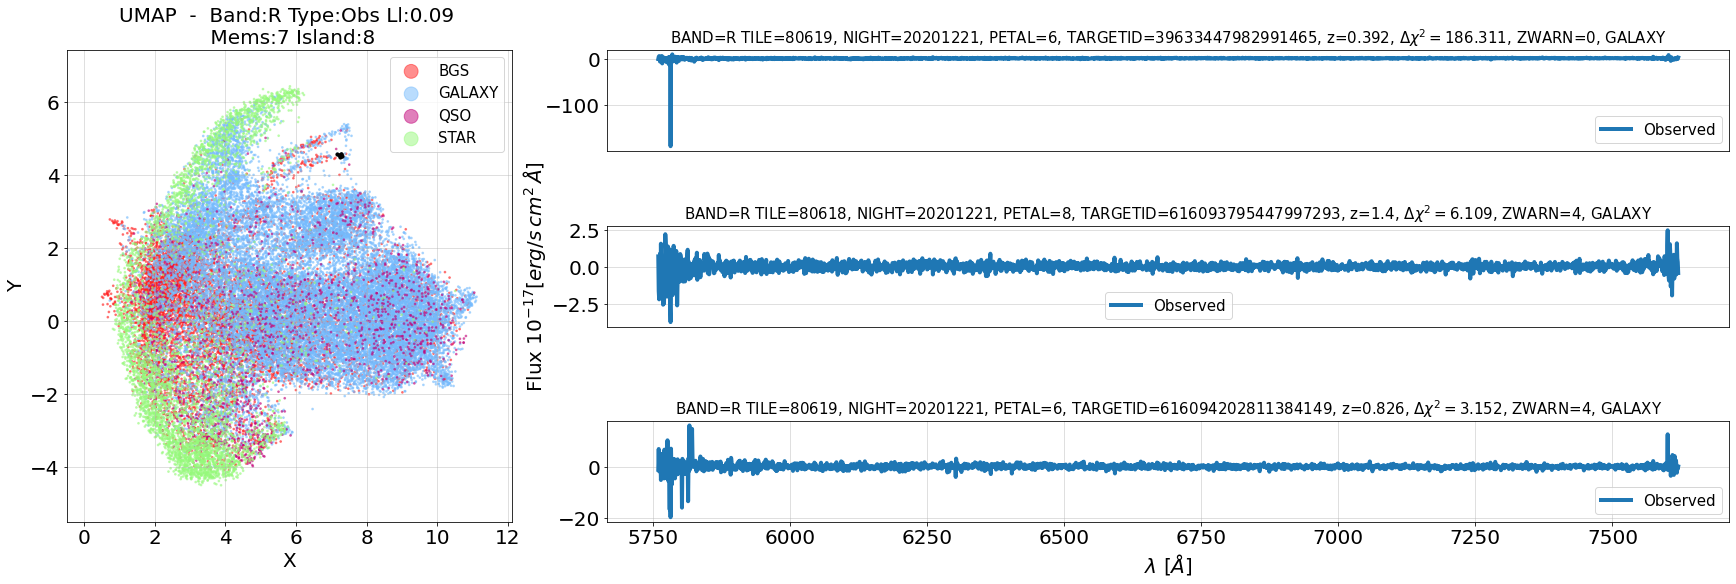 UMAP  -  Band:R Type:Obs Ll:0.09
Mems:7 Island:8
BGS
GALAXY
QSO
STAR
6
4
2
0
−2
−4
Y
0 2 4 6 8 10 12
X
Flux 10⁻¹⁷[erg/s cm² Å]
BAND=R TILE=80619, NIGHT=20201221, PETAL=6, TARGETID=39633447982991465, z=0.392, Δχ² = 186.311, ZWARN=0, GALAXY
0
−100
Observed
BAND=R TILE=80618, NIGHT=20201221, PETAL=8, TARGETID=616093795447997293, z=1.4, Δχ² = 6.109, ZWARN=4, GALAXY
2.5
0.0
−2.5
Observed
BAND=R TILE=80619, NIGHT=20201221, PETAL=6, TARGETID=616094202811384149, z=0.826, Δχ² = 3.152, ZWARN=4, GALAXY
0
−20
Observed
5750 6000 6250 6500 6750 7000 7250 7500
λ [Å]